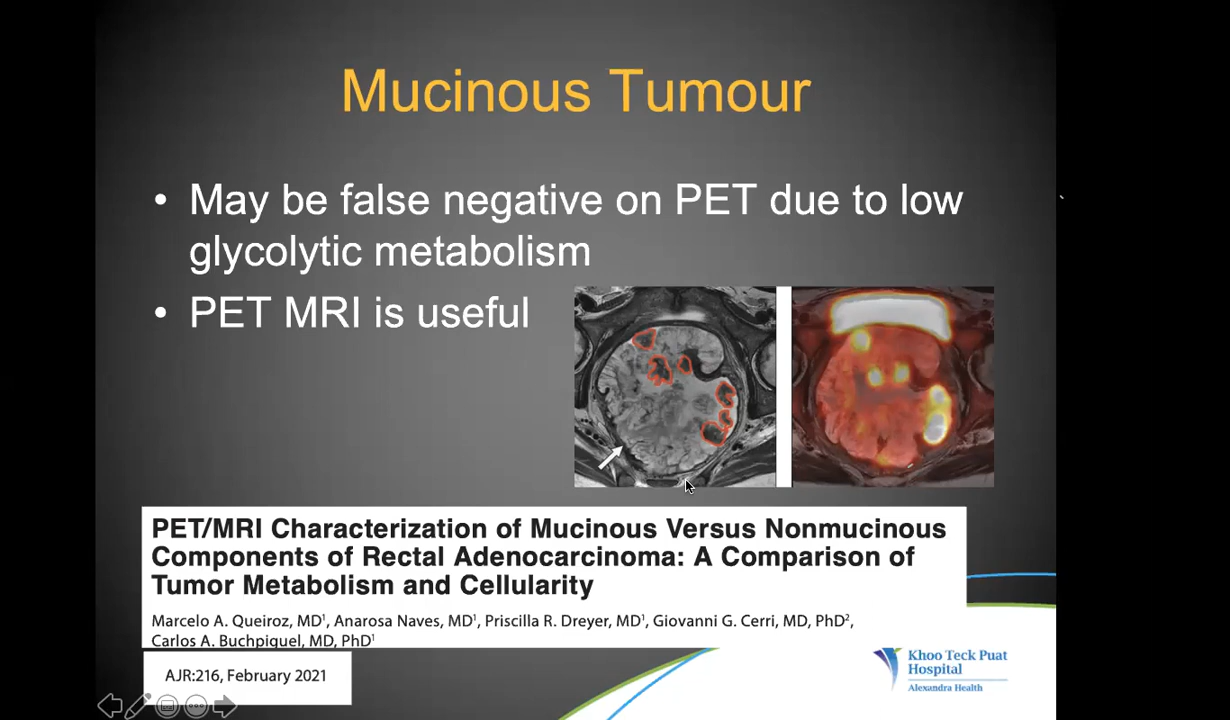 Mucinous Tumour
• May be false negative on PET due to low
glycolytic metabolism
• PET MRI is useful
PET/MRI Characterization of Mucinous Versus Nonmucinous
Components of Rectal Adenocarcinoma: A Comparison of
Tumor Metabolism and Cellularity
Marcelo A. Queiroz, MD¹, Anarosa Naves, MD¹, Priscilla R. Dreyer, MD¹, Giovanni G. Cerri, MD, PhD²,
Carlos A. Buchpiguel, MD, PhD¹
AJR:216, February 2021
Khoo Teck Puat
Hospital
Alexandra Health